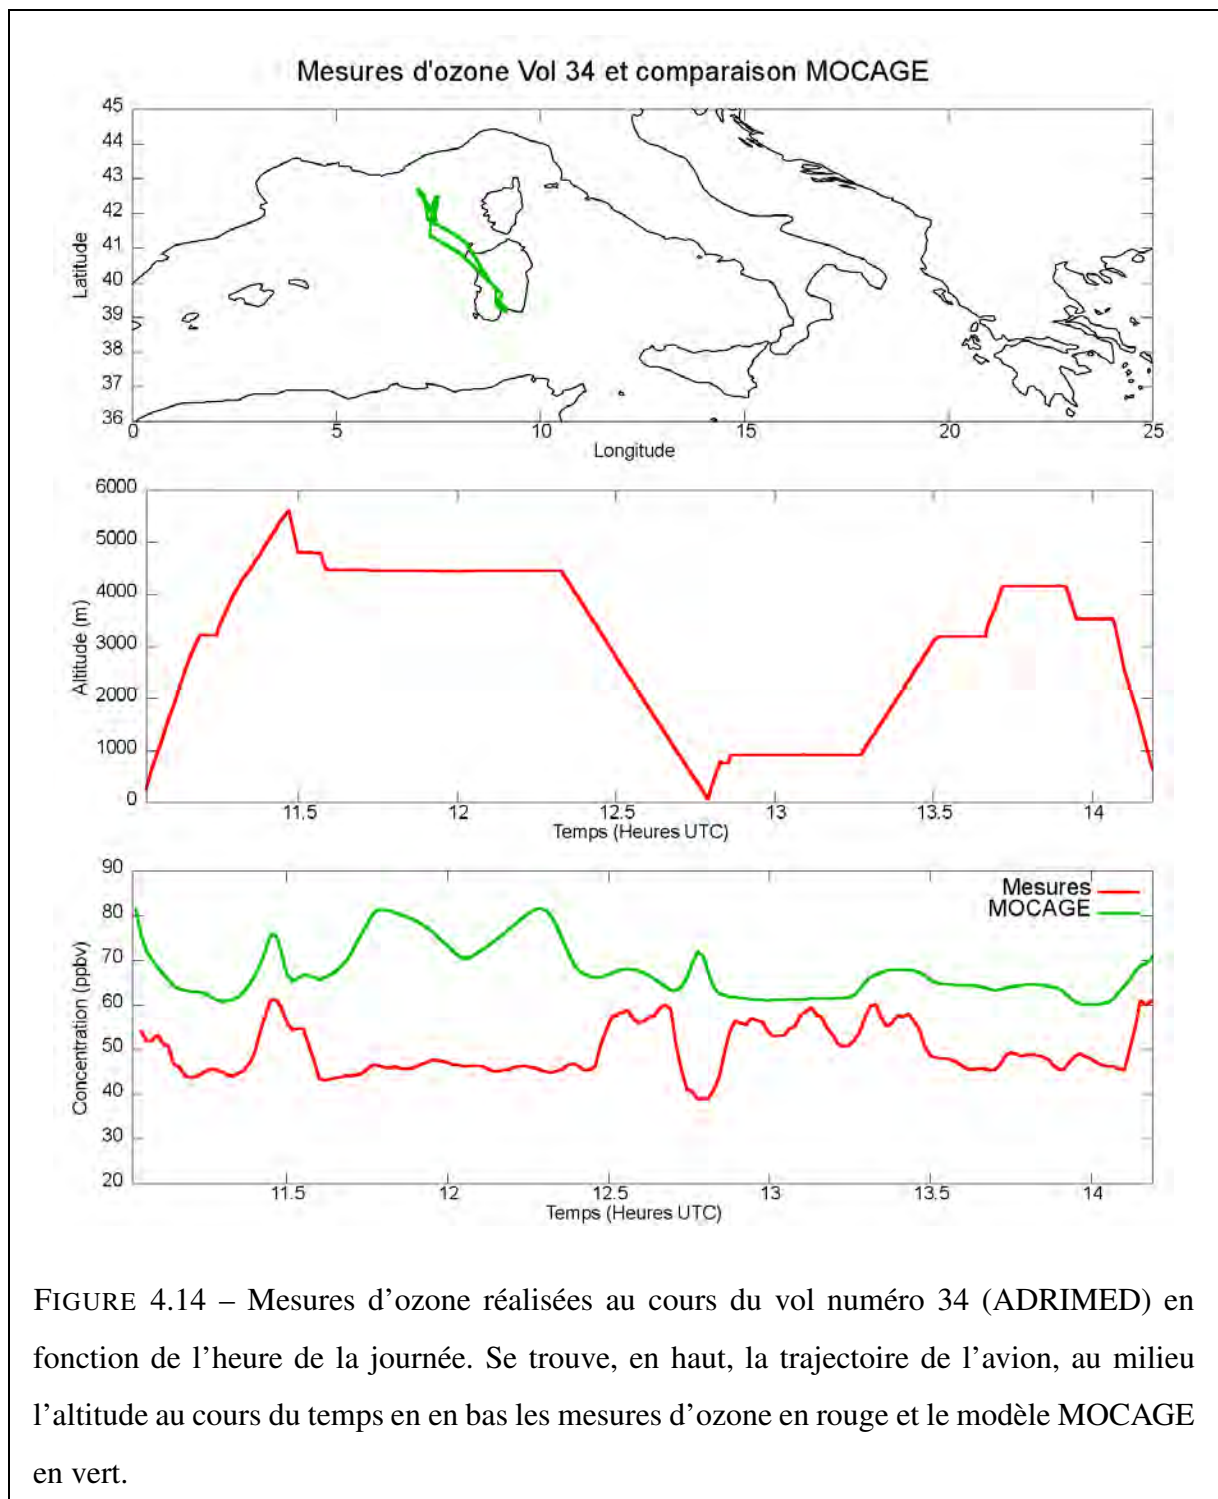 Mesures d'ozone Vol 34 et comparaison MOCAGE
45
44
43
42
41
40
39
38
37
36
Latitude
0 5 10 15 20 25
Longitude
6000
5000
4000
3000
2000
1000
0
Altitude (m)
11.5 12 12.5 13 13.5 14
Temps (Heures UTC)
90
80
70
60
50
40
30
20
Concentration (ppbv)
Mesures
MOCAGE
11.5 12 12.5 13 13.5 14
Temps (Heures UTC)
FIGURE 4.14 – Mesures d'ozone réalisées au cours du vol numéro 34 (ADRIMED) en
fonction de l'heure de la journée. Se trouve, en haut, la trajectoire de l'avion, au milieu
l'altitude au cours du temps en en bas les mesures d'ozone en rouge et le modèle MOCAGE
en vert.